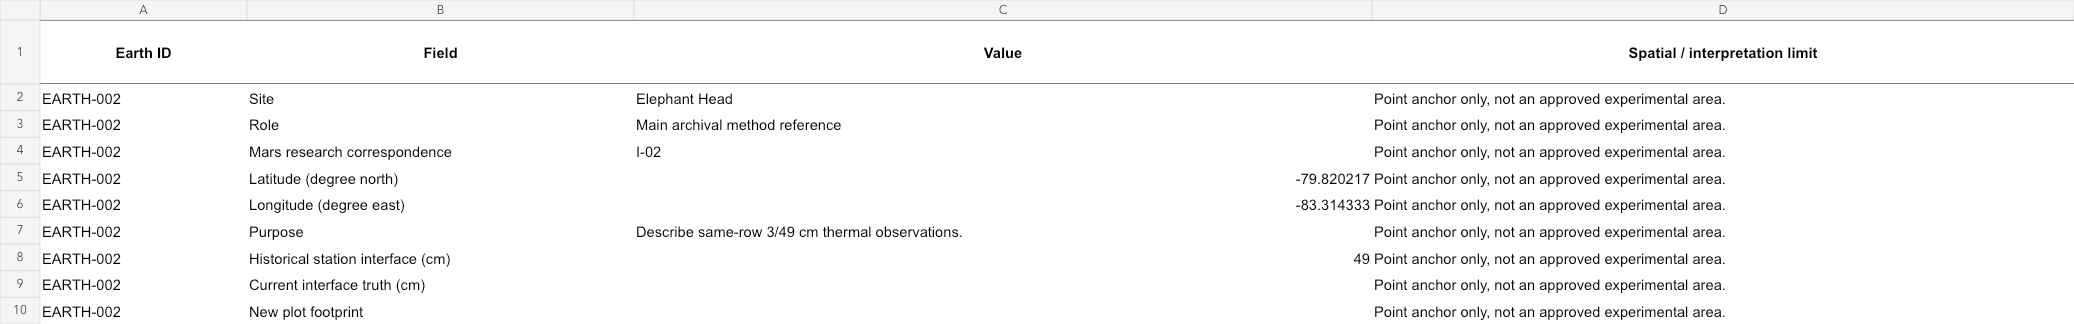 A B C D
1 Earth ID Field Value Spatial / interpretation limit
2 EARTH-002 Site Elephant Head Point anchor only, not an approved experimental area.
3 EARTH-002 Role Main archival method reference Point anchor only, not an approved experimental area.
4 EARTH-002 Mars research correspondence I-02 Point anchor only, not an approved experimental area.
5 EARTH-002 Latitude (degree north) -79.820217 Point anchor only, not an approved experimental area.
6 EARTH-002 Longitude (degree east) -83.314333 Point anchor only, not an approved experimental area.
7 EARTH-002 Purpose Describe same-row 3/49 cm thermal observations. Point anchor only, not an approved experimental area.
8 EARTH-002 Historical station interface (cm) 49 Point anchor only, not an approved experimental area.
9 EARTH-002 Current interface truth (cm) Point anchor only, not an approved experimental area.
10 EARTH-002 New plot footprint Point anchor only, not an approved experimental area.